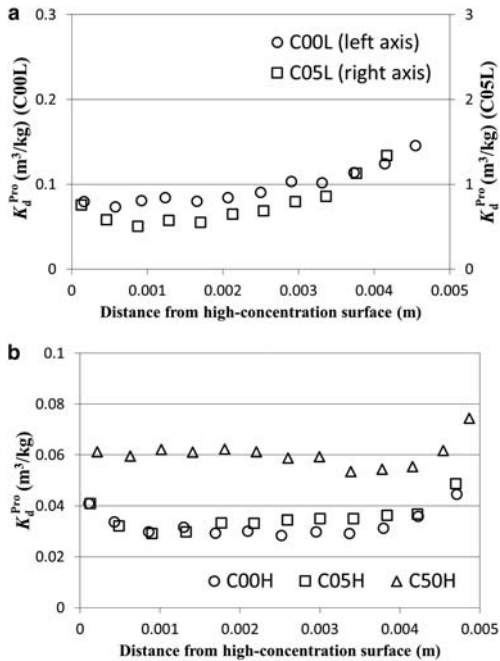 a
0.3
3
C00L (left axis)
C05L (right axis)
0.2
2
0.1
1
0
0
K_d^Pro (m³/kg) (C00L)
K_d^Pro (m³/kg) (C05L)
0 0.001 0.002 0.003 0.004 0.005
Distance from high-concentration surface (m)
b
0.1
0.08
0.06
0.04
0.02
0
K_d^Pro (m³/kg)
C00H C05H C50H
0 0.001 0.002 0.003 0.004 0.005
Distance from high-concentration surface (m)